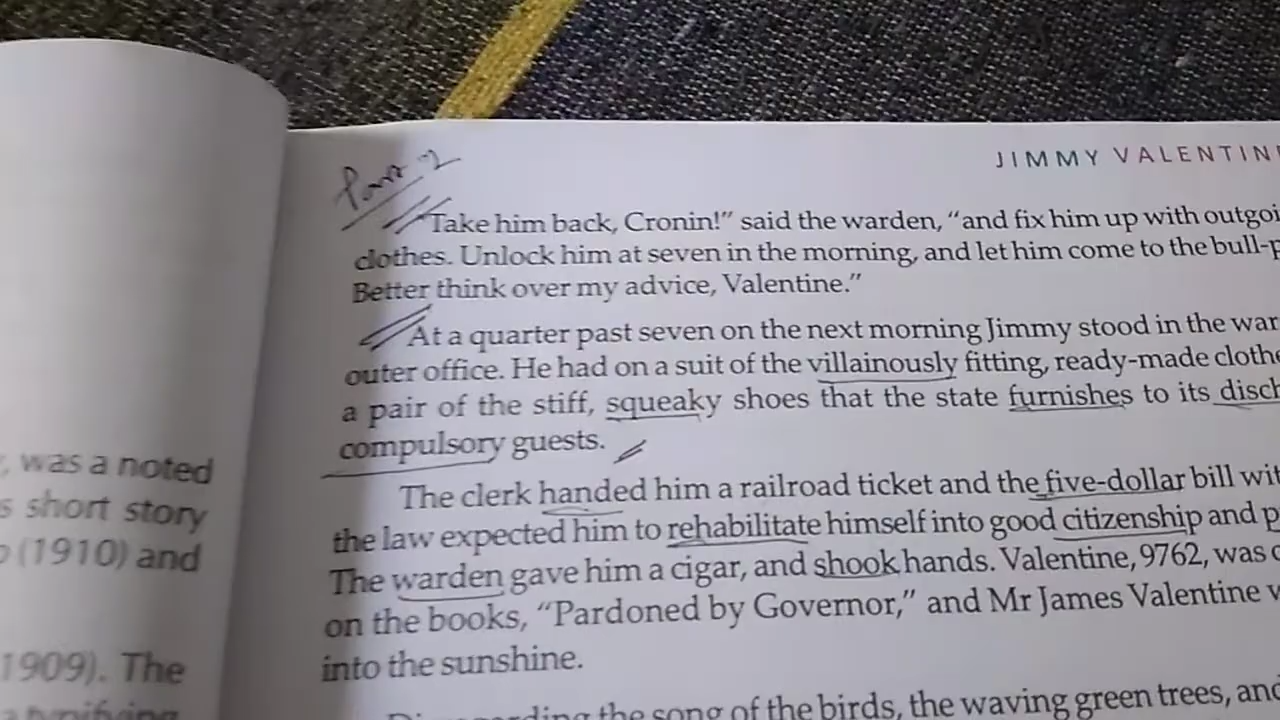 , was a noted
s short story
(1910) and
1909). The
a typifying
Part 2
JIMMY VALENTIN
"Take him back, Cronin!" said the warden, "and fix him up with outgoi
clothes. Unlock him at seven in the morning, and let him come to the bull-p
Better think over my advice, Valentine."
At a quarter past seven on the next morning Jimmy stood in the war
outer office. He had on a suit of the villainously fitting, ready-made clothe
a pair of the stiff, squeaky shoes that the state furnishes to its disch
compulsory guests.
The clerk handed him a railroad ticket and the five-dollar bill wit
the law expected him to rehabilitate himself into good citizenship and p
The warden gave him a cigar, and shook hands. Valentine, 9762, was
on the books, "Pardoned by Governor," and Mr James Valentine w
into the sunshine.
the song of the birds, the waving green trees, and